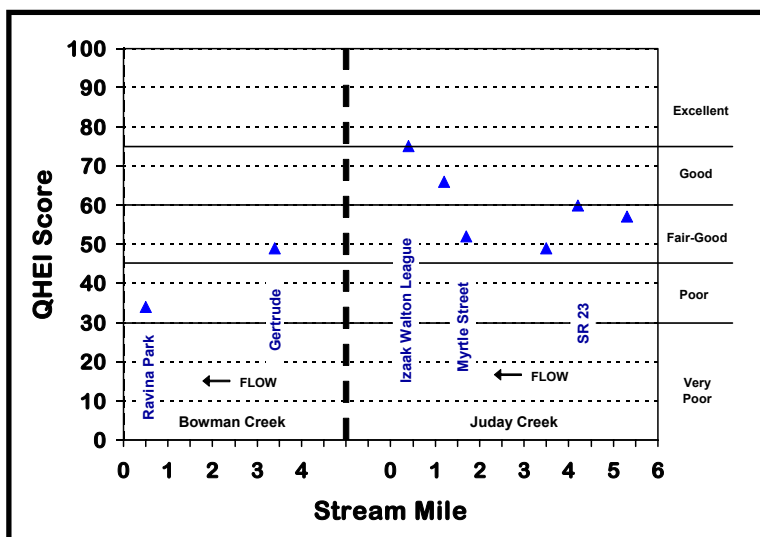 100
90
80
70
60
50
40
30
20
10
0
QHEI Score
Excellent
Good
Fair-Good
Poor
Very
Poor
Ravina Park
Gertrude
Izaak Walton League
Myrtle Street
SR 23
FLOW
FLOW
Bowman Creek
Juday Creek
0 1 2 3 4 0 1 2 3 4 5 6
Stream Mile